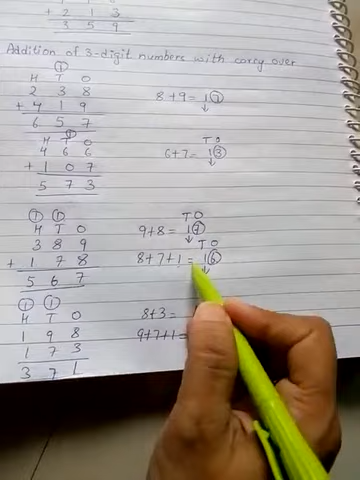 + 2 1 3
3 5 9
Addition of 3-digit numbers with carry over
1
H T O
2 3 8
+ 4 1 9
6 5 7
8+9 = 17
1
H T O
4 6 6
+ 1 0 7
5 7 3
T O
6+7 = 13
1 1
H T O
3 8 9
+ 1 7 8
5 6 7
T O
9+8 = 17
T O
8+7+1 = 16
1 1
H T O
1 9 8
1 7 3
3 7 1
8+3 =
9+7+1=